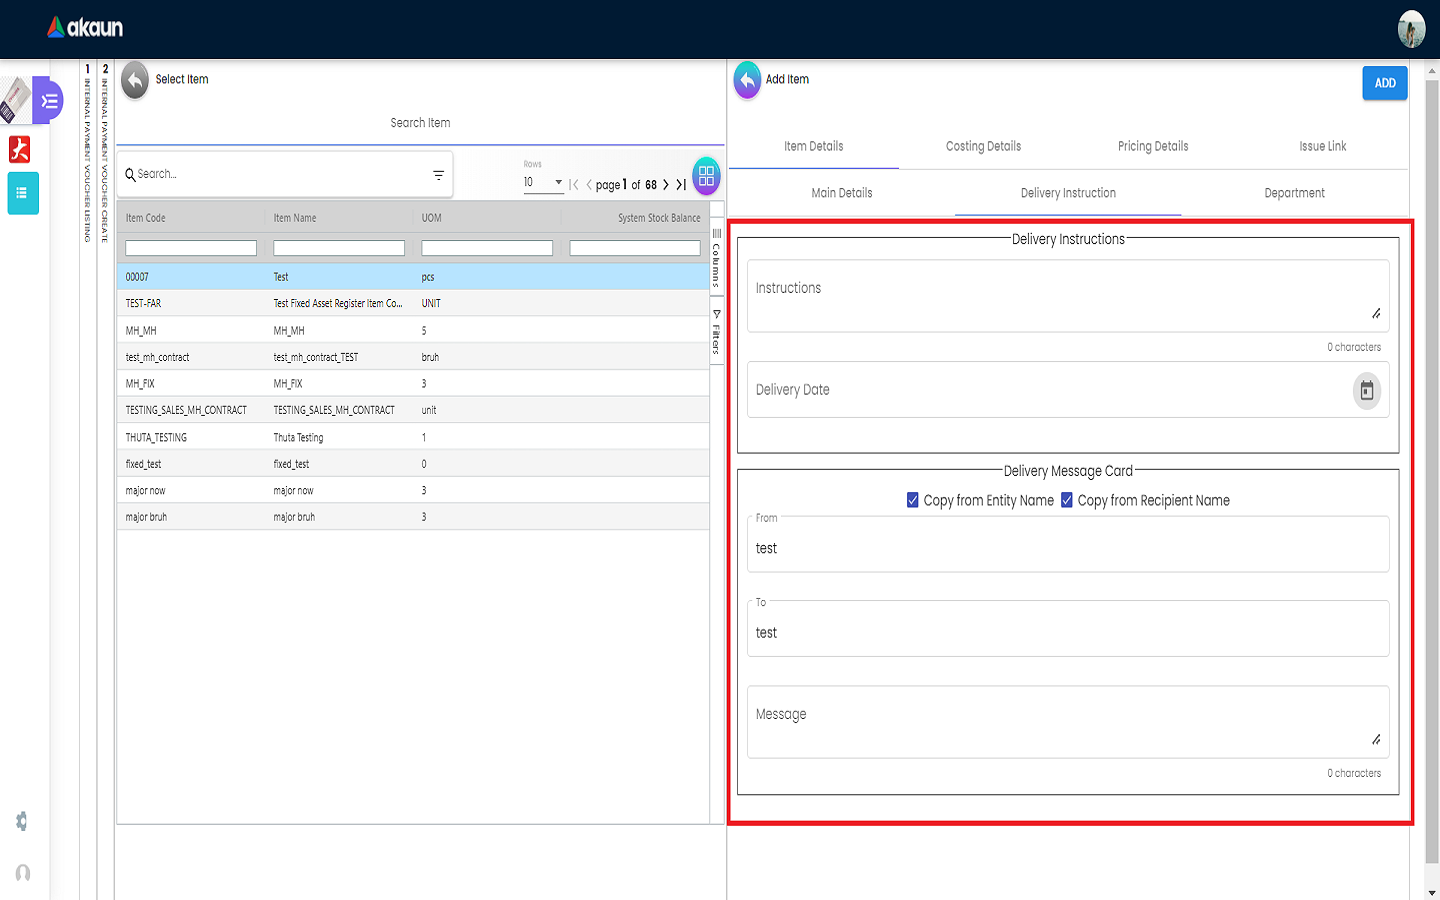 akaun
1 INTERNAL PAYMENT VOUCHER LISTING
2 INTERNAL PAYMENT VOUCHER CREATE
Select Item
Search Item
Search...
Rows
10
page 1 of 68
Item Code Item Name UOM System Stock Balance
00007 Test pcs
TEST-FAR Test Fixed Asset Register Item Co... UNIT
MH_MH MH_MH 5
test_mh_contract test_mh_contract_TEST bruh
MH_FIX MH_FIX 3
TESTING_SALES_MH_CONTRACT TESTING_SALES_MH_CONTRACT unit
THUTA_TESTING Thuta Testing 1
fixed_test fixed_test 0
major now major now 3
major bruh major bruh 3
Columns
Filters
Add Item
ADD
Item Details Costing Details Pricing Details Issue Link
Main Details Delivery Instruction Department
Delivery Instructions
Instructions
0 characters
Delivery Date
Delivery Message Card
Copy from Entity Name Copy from Recipient Name
From
test
To
test
Message
0 characters